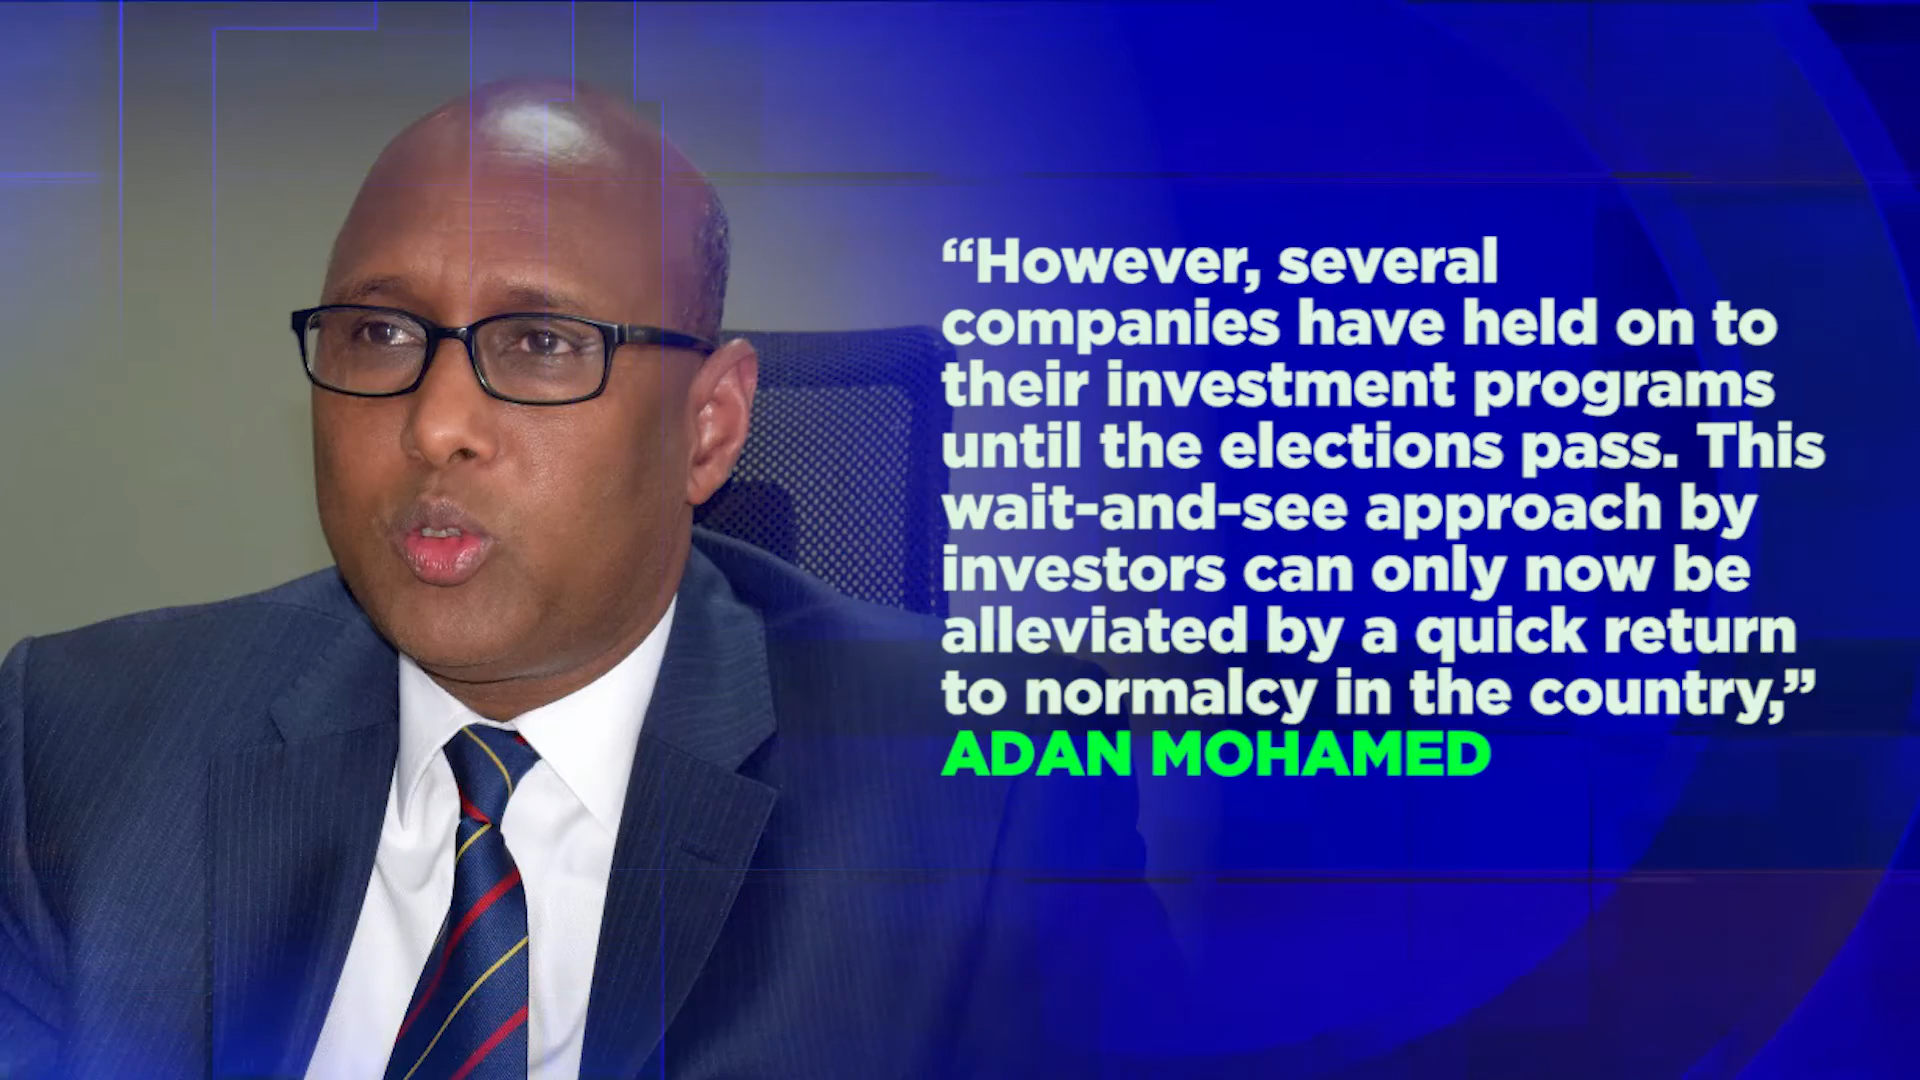 “However, several
companies have held on to
their investment programs
until the elections pass. This
wait-and-see approach by
investors can only now be
alleviated by a quick return
to normalcy in the country,”
ADAN MOHAMED